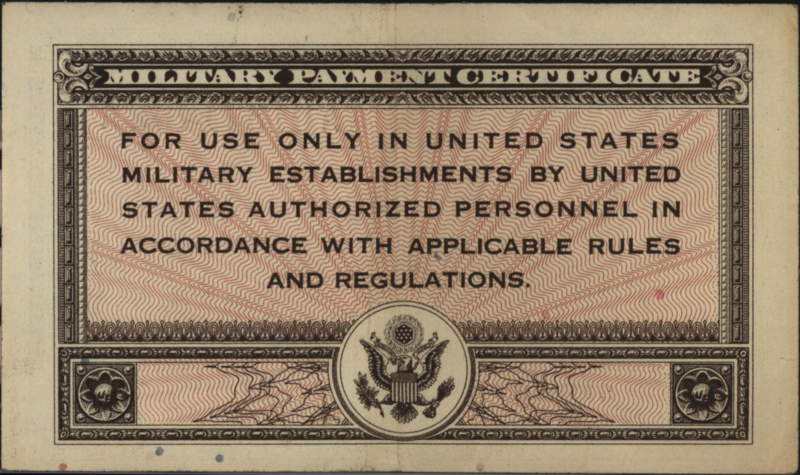 MILITARY PAYMENT CERTIFICATE
FOR USE ONLY IN UNITED STATES
MILITARY ESTABLISHMENTS BY UNITED
STATES AUTHORIZED PERSONNEL IN
ACCORDANCE WITH APPLICABLE RULES
AND REGULATIONS.